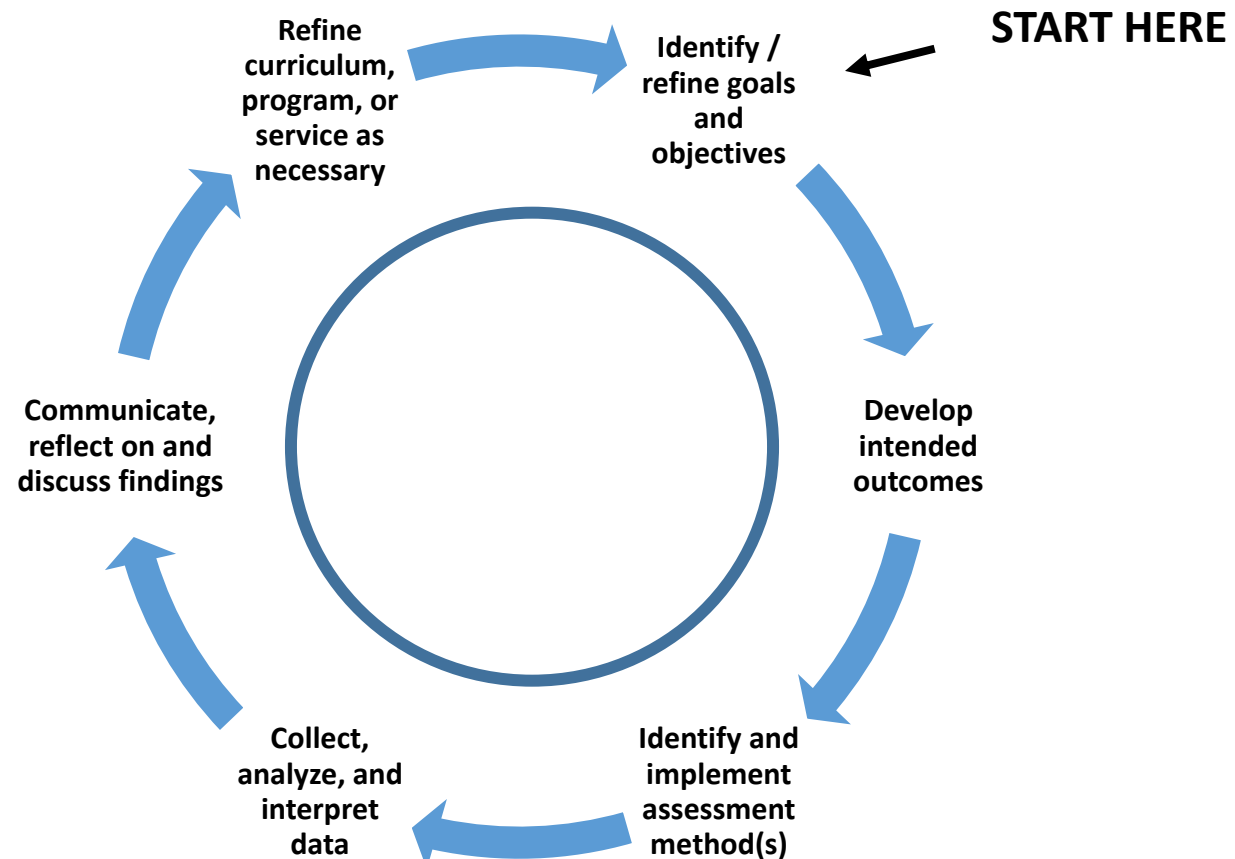 START HERE
Identify /
refine goals
and
objectives
Develop
intended
outcomes
Identify and
implement
assessment
method(s)
Collect,
analyze, and
interpret
data
Communicate,
reflect on and
discuss findings
Refine
curriculum,
program, or
service as
necessary